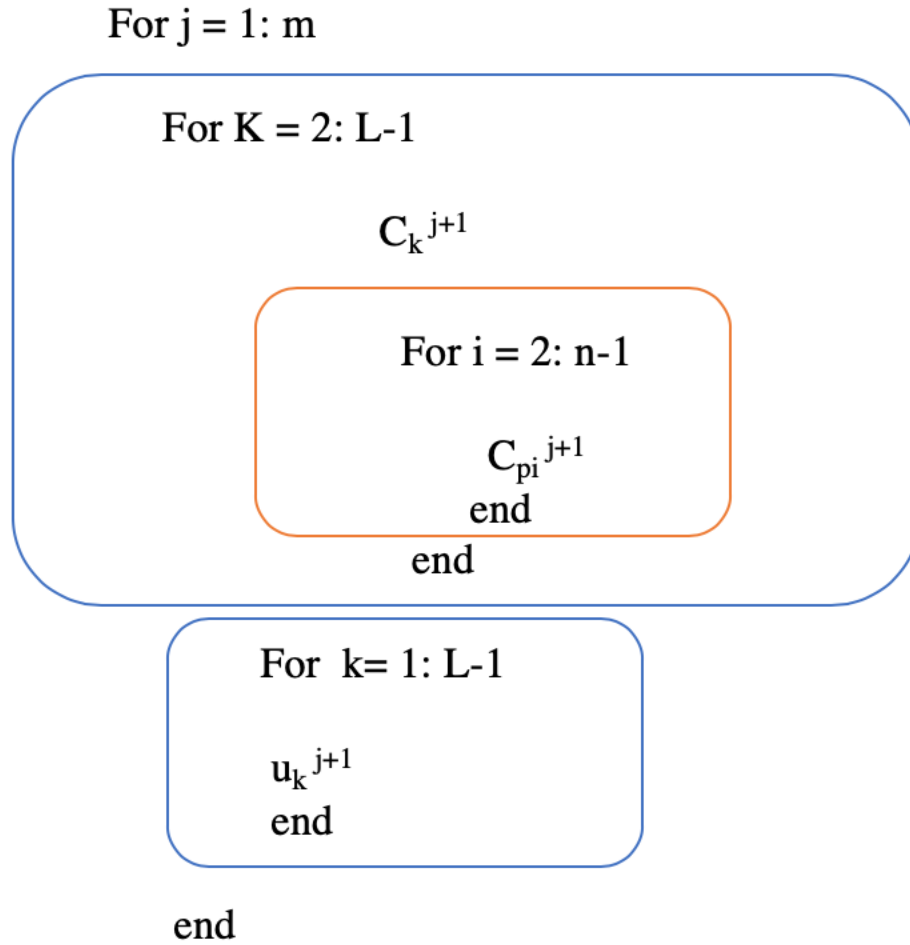 For j = 1: m
For K = 2: L-1
Cₖ ʲ⁺¹
For i = 2: n-1
Cₚᵢ ʲ⁺¹
end
end
For k= 1: L-1
uₖ ʲ⁺¹
end
end